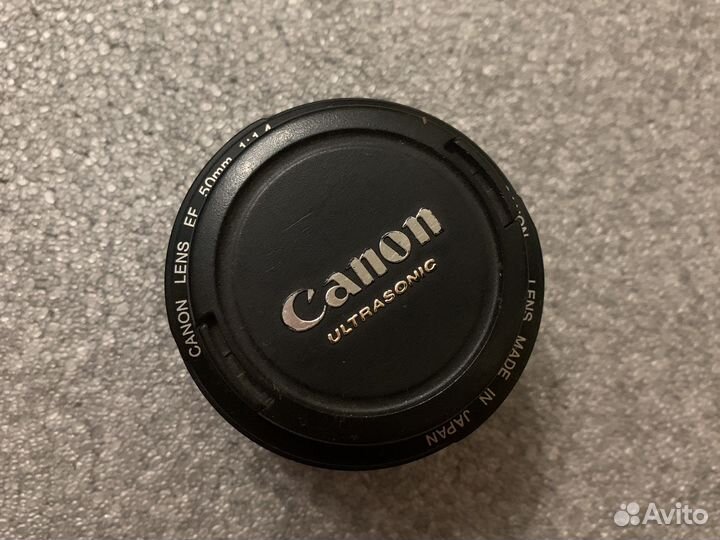 Canon
ULTRASONIC
CANON LENS EF 50mm 1:1.4
LENS MADE IN JAPAN
Avito